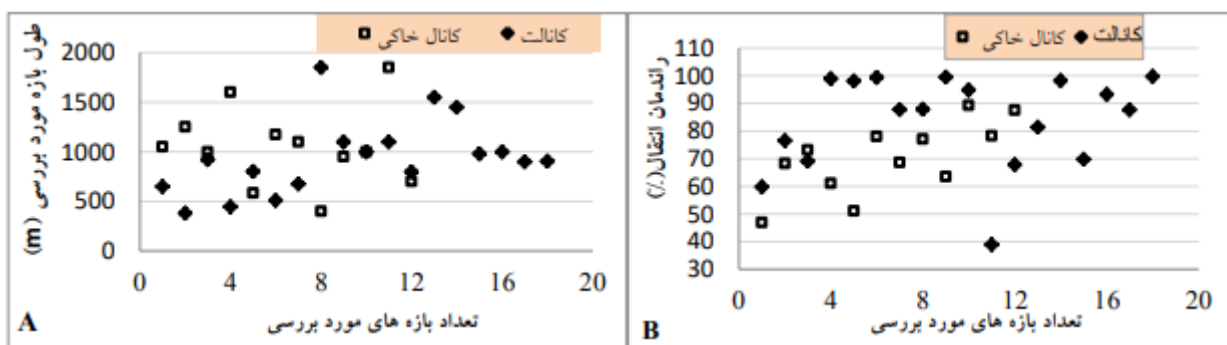 کانال خاکی کانالت
طول بازه مورد بررسی (m)
2000
1500
1000
500
0
0 4 8 12 16 20
تعداد بازه های مورد بررسی
A
کانال خاکی کانالت
راندمان انتقال(٪)
110
100
90
80
70
60
50
40
30
0 4 8 12 16 20
تعداد بازه های مورد بررسی
B